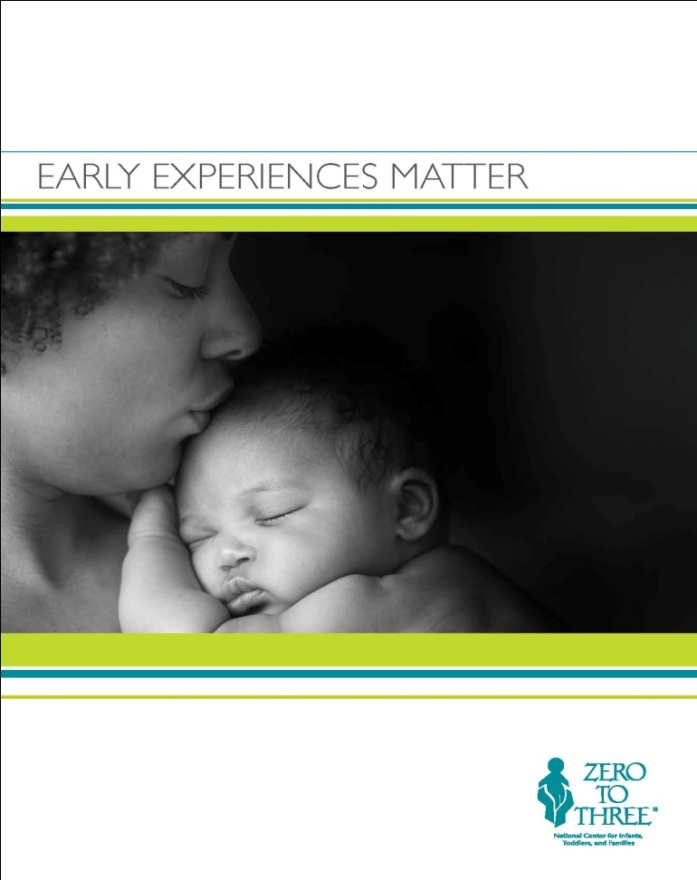 EARLY EXPERIENCES MATTER
ZERO
TO
THREE®
National Center for Infants,
Toddlers, and Families